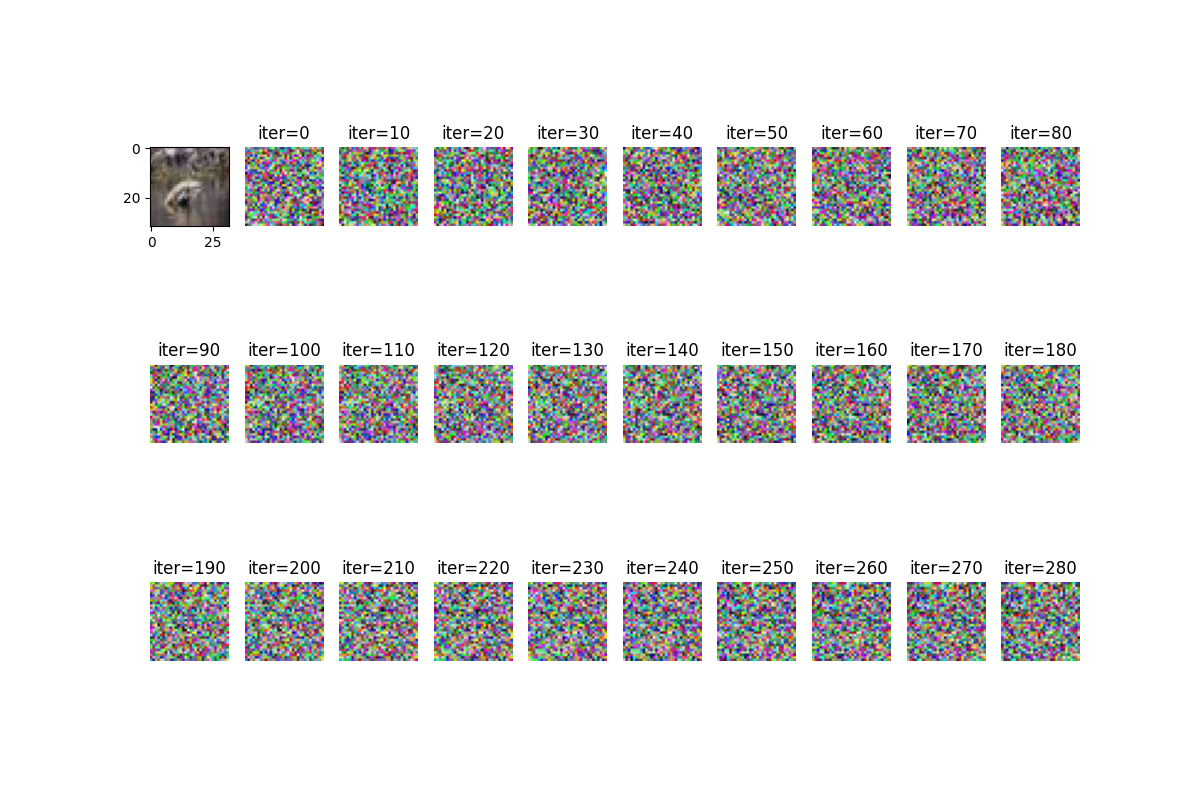 iter=0 iter=10 iter=20 iter=30 iter=40 iter=50 iter=60 iter=70 iter=80
0
20
0 25
iter=90 iter=100 iter=110 iter=120 iter=130 iter=140 iter=150 iter=160 iter=170 iter=180
iter=190 iter=200 iter=210 iter=220 iter=230 iter=240 iter=250 iter=260 iter=270 iter=280